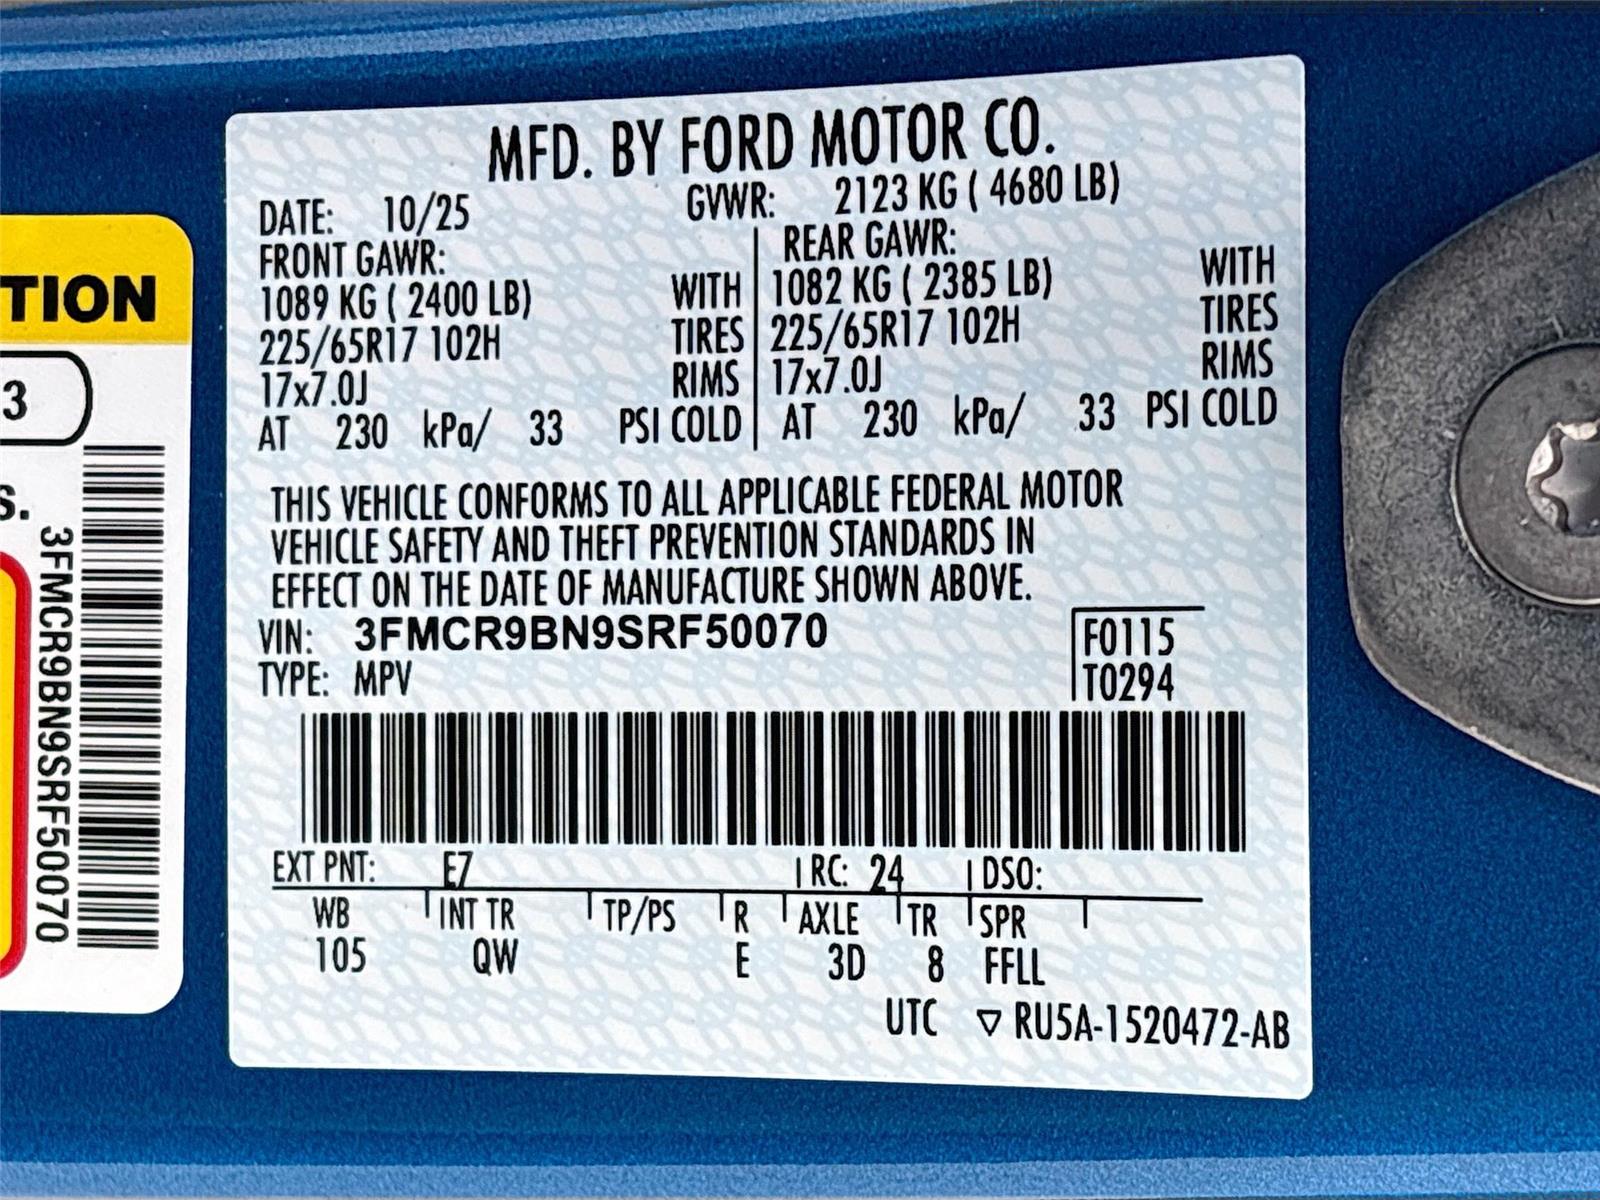 TION
3
s.
3FMCR9BN9SRF50070
MFD. BY FORD MOTOR CO.
DATE: 10/25 GVWR: 2123 KG ( 4680 LB)
FRONT GAWR: REAR GAWR:
1089 KG ( 2400 LB) WITH 1082 KG ( 2385 LB) WITH
225/65R17 102H TIRES 225/65R17 102H TIRES
17x7.0J RIMS 17x7.0J RIMS
AT 230 kPa/ 33 PSI COLD AT 230 kPa/ 33 PSI COLD
THIS VEHICLE CONFORMS TO ALL APPLICABLE FEDERAL MOTOR
VEHICLE SAFETY AND THEFT PREVENTION STANDARDS IN
EFFECT ON THE DATE OF MANUFACTURE SHOWN ABOVE.
VIN: 3FMCR9BN9SRF50070 F0115
TYPE: MPV T0294
EXT PNT: E7 RC: 24 DSO:
WB INT TR TP/PS R AXLE TR SPR
105 QW E 3D 8 FFLL
UTC ▽ RU5A-1520472-AB